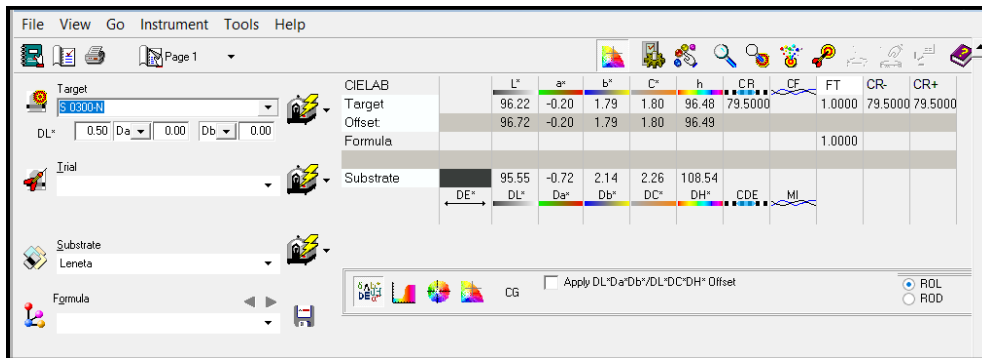 File View Go Instrument Tools Help
Page 1
Target
S 0300-N
DL* 0.50 Da 0.00 Db 0.00
Trial
Substrate
Leneta
Formula
CIELAB L* a* b* C* h CR CF FT CR- CR+
Target 96.22 -0.20 1.79 1.80 96.48 79.5000 1.0000 79.5000 79.5000
Offset 96.72 -0.20 1.79 1.80 96.49
Formula 1.0000
Substrate 95.55 -0.72 2.14 2.26 108.54
DE* DL* Da* Db* DC* DH* CDE MI
CG
Apply DL*Da*Db*/DL*DC*DH* Offset
ROL
ROD